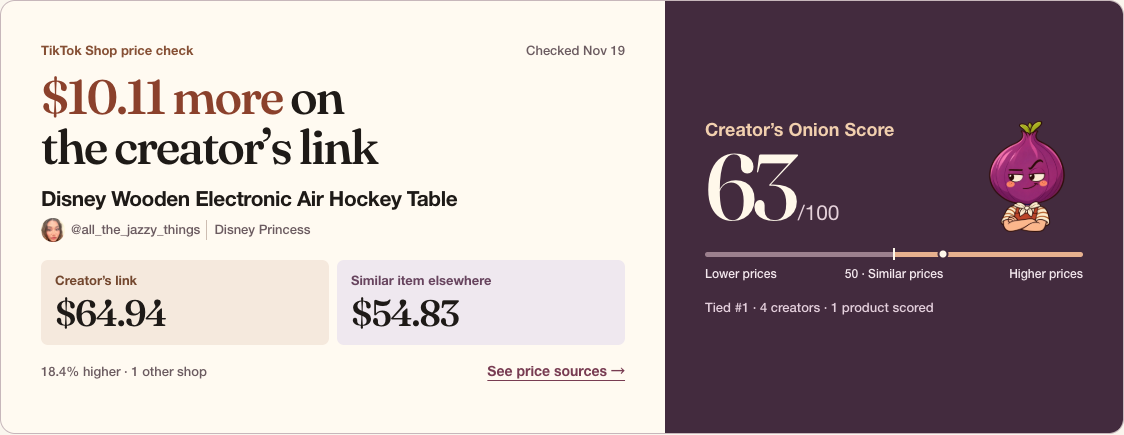 TikTok Shop price check
Checked Nov 19
$10.11 more on
the creator's link
Disney Wooden Electronic Air Hockey Table
@all_the_jazzy_things
Disney Princess
Creator's link
$64.94
Similar item elsewhere
$54.83
18.4% higher · 1 other shop
See price sources →
Creator's Onion Score
63/100
Lower prices
50 · Similar prices
Higher prices
Tied #1 · 4 creators · 1 product scored